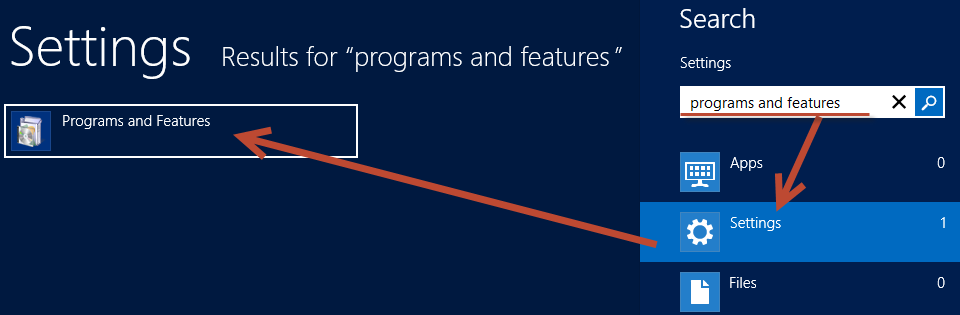 Settings Results for “programs and features ”
Programs and Features
Search
Settings
programs and features
Apps 0
Settings 1
Files 0